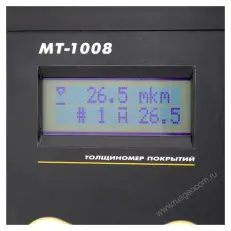 MT-1008
26.5 mkm
# 1 H 26.5
ТОЛЩИНОМЕР ПОКРЫТИЙ